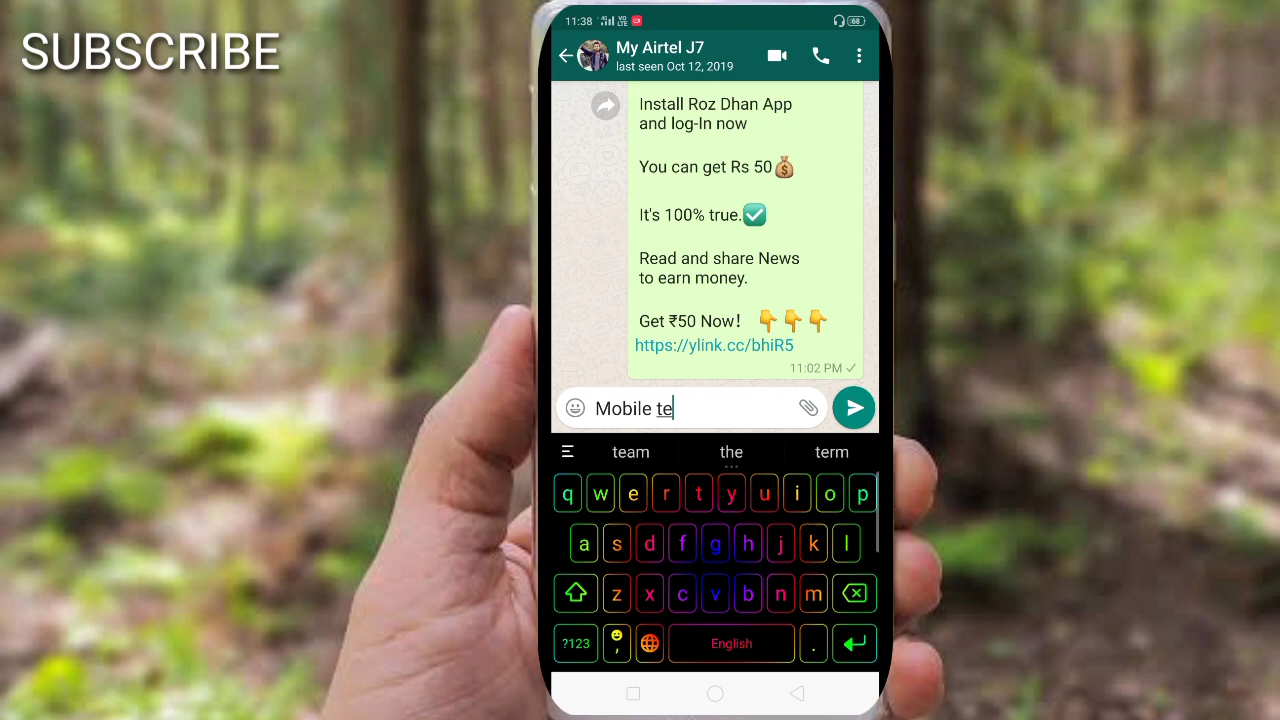 SUBSCRIBE
11:38
68
My Airtel J7
last seen Oct 12, 2019
Install Roz Dhan App
and log-In now
You can get Rs 50💰
It's 100% true.✅
Read and share News
to earn money.
Get ₹50 Now! 👇👇👇
https://ylink.cc/bhiR5
11:02 PM
Mobile te
team the term
q w e r t y u i o p
a s d f g h j k l
z x c v b n m
?123 , English .